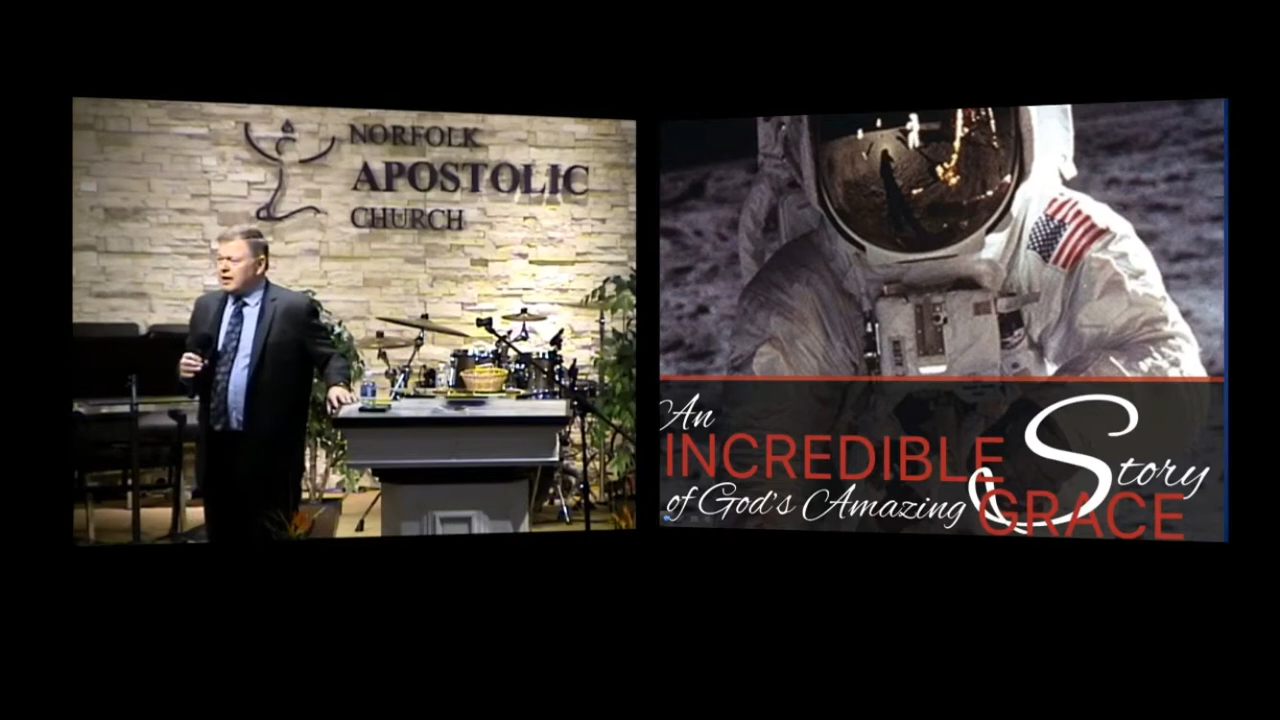 NORFOLK
APOSTOLIC
CHURCH
An
INCREDIBLE Story
of God's Amazing GRACE